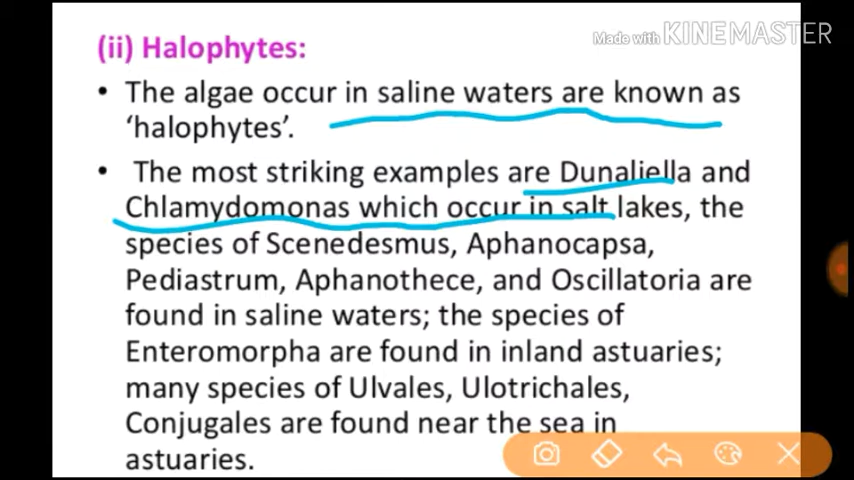 Made with KINEMASTER
(ii) Halophytes:
• The algae occur in saline waters are known as
'halophytes'.
• The most striking examples are Dunaliella and
Chlamydomonas which occur in salt lakes, the
species of Scenedesmus, Aphanocapsa,
Pediastrum, Aphanothece, and Oscillatoria are
found in saline waters; the species of
Enteromorpha are found in inland astuaries;
many species of Ulvales, Ulotrichales,
Conjugales are found near the sea in
astuaries.